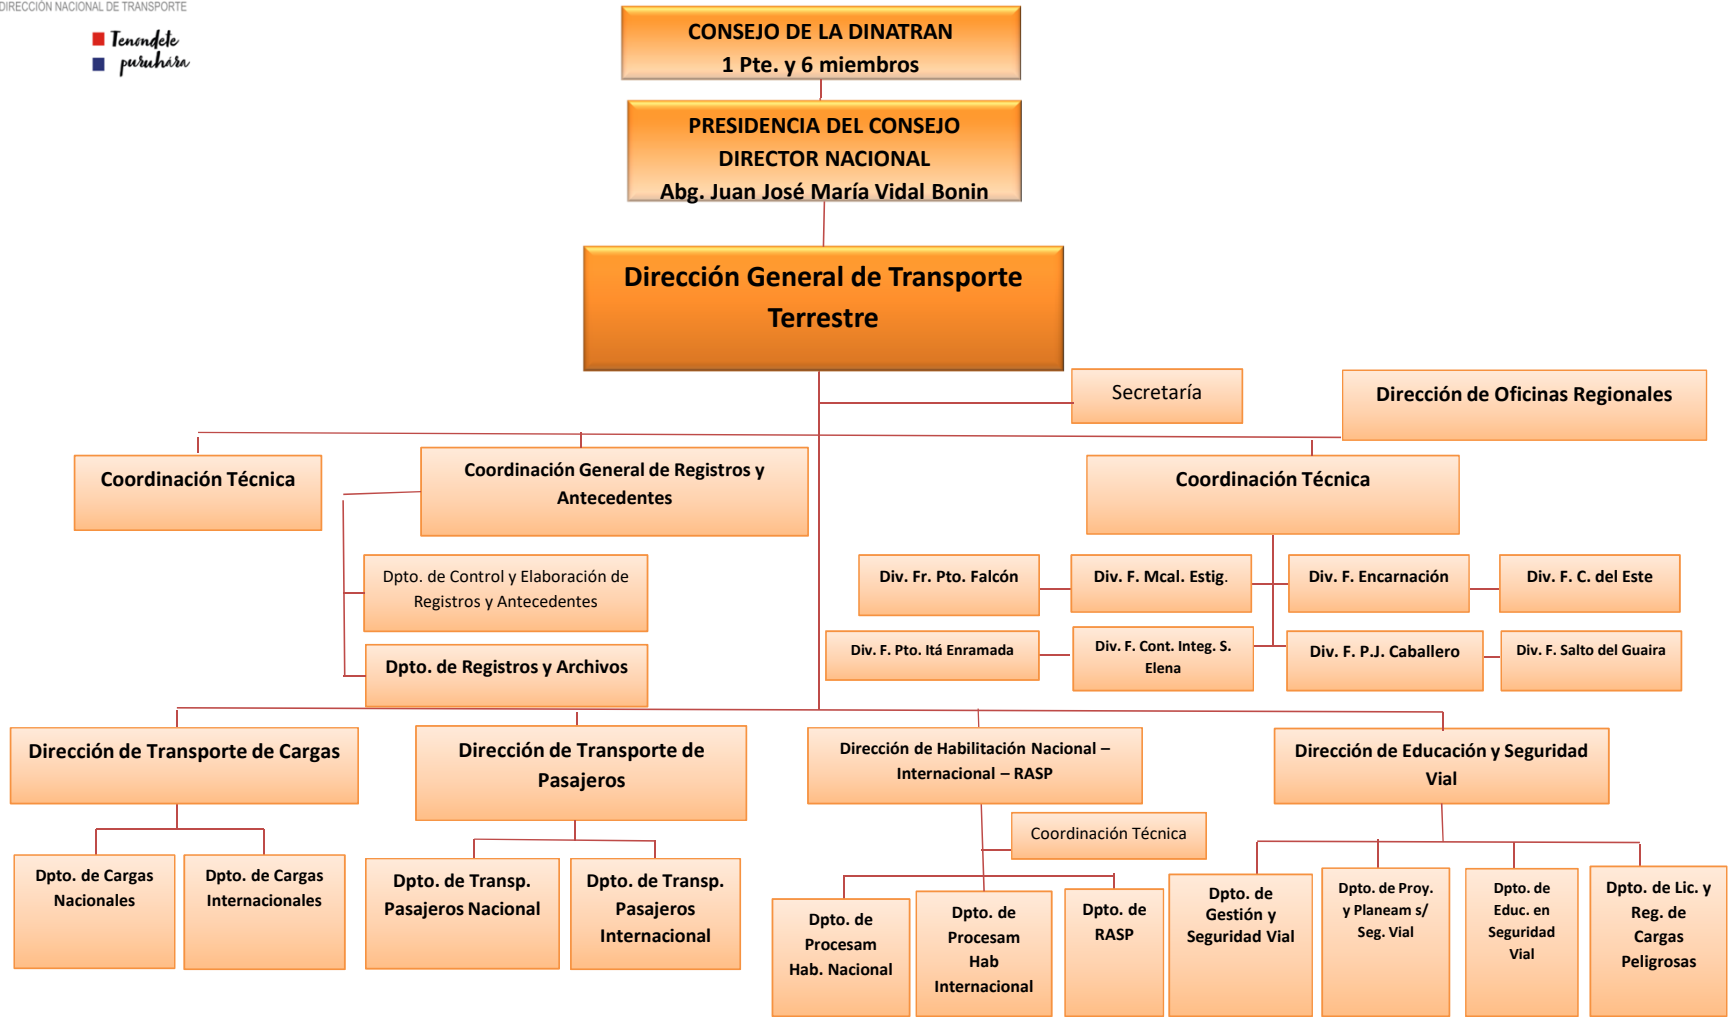 DIRECCIÓN NACIONAL DE TRANSPORTE
Tenondete
puruhára
CONSEJO DE LA DINATRAN
1 Pte. y 6 miembros
PRESIDENCIA DEL CONSEJO
DIRECTOR NACIONAL
Abg. Juan José María Vidal Bonin
Dirección General de Transporte
Terrestre
Secretaría
Dirección de Oficinas Regionales
Coordinación Técnica
Coordinación General de Registros y
Antecedentes
Coordinación Técnica
Dpto. de Control y Elaboración de
Registros y Antecedentes
Dpto. de Registros y Archivos
Div. Fr. Pto. Falcón
Div. F. Mcal. Estig.
Div. F. Encarnación
Div. F. C. del Este
Div. F. Pto. Itá Enramada
Div. F. Cont. Integ. S.
Elena
Div. F. P.J. Caballero
Div. F. Salto del Guaira
Dirección de Transporte de Cargas
Dirección de Transporte de
Pasajeros
Dirección de Habilitación Nacional –
Internacional – RASP
Dirección de Educación y Seguridad
Vial
Coordinación Técnica
Dpto. de Cargas
Nacionales
Dpto. de Cargas
Internacionales
Dpto. de Transp.
Pasajeros Nacional
Dpto. de Transp.
Pasajeros
Internacional
Dpto. de
Procesam
Hab. Nacional
Dpto. de
Procesam
Hab
Internacional
Dpto. de
RASP
Dpto. de
Gestión y
Seguridad Vial
Dpto. de Proy.
y Planeam s/
Seg. Vial
Dpto. de
Educ. en
Seguridad
Vial
Dpto. de Lic. y
Reg. de
Cargas
Peligrosas